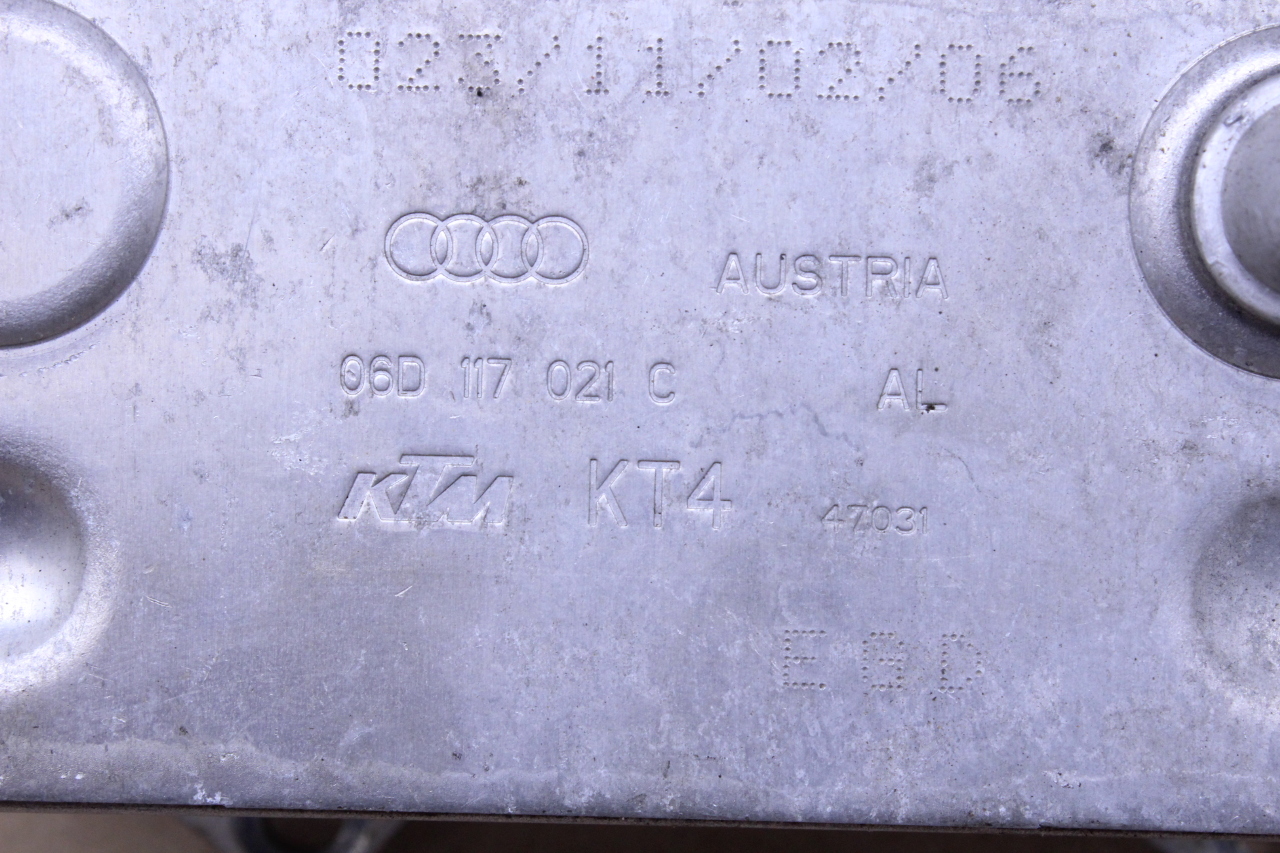 023/11/02/06
AUSTRIA
06D 117 021 C AL
KTM KT4 47031